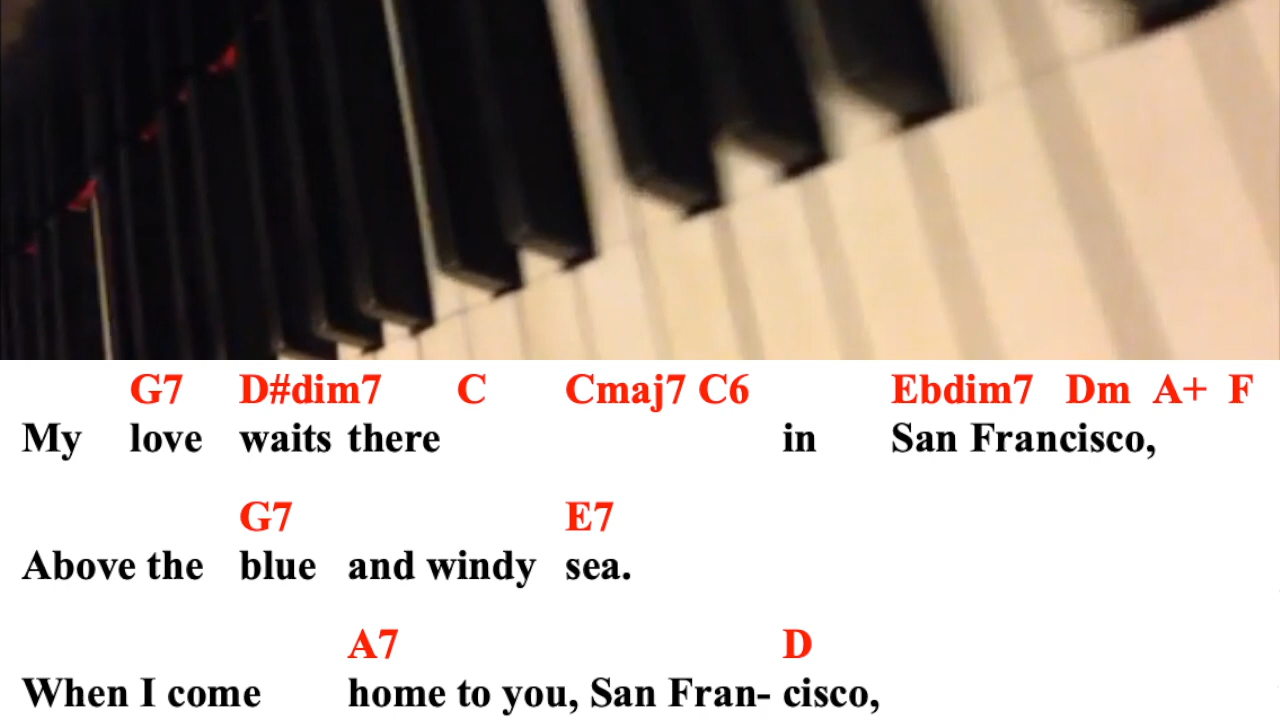 G7 D#dim7 C Cmaj7 C6 Ebdim7 Dm A+ F
My love waits there in San Francisco,
G7 E7
Above the blue and windy sea.
A7 D
When I come home to you, San Fran- cisco,